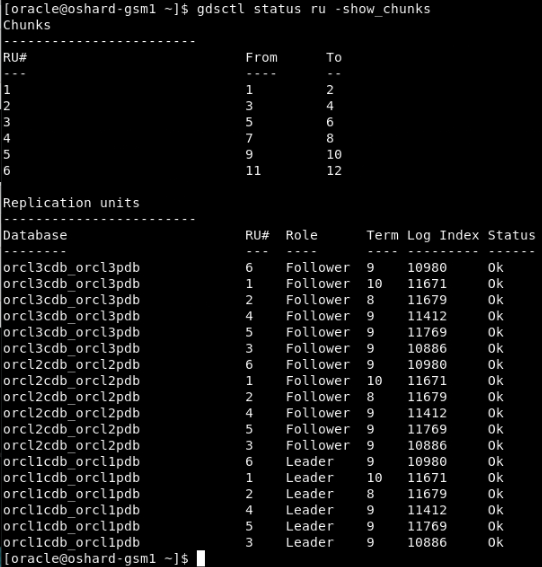 [oracle@oshard-gsm1 ~]$ gdsctl status ru -show_chunks
Chunks
------------------------
RU#                           From      To
---                           ----      --
1                             1         2
2                             3         4
3                             5         6
4                             7         8
5                             9         10
6                             11        12

Replication units
------------------------
Database                      RU#  Role      Term Log Index Status
--------                      ---  ----      ---- --------- ------
orcl3cdb_orcl3pdb             6    Follower  9    10980     Ok
orcl3cdb_orcl3pdb             1    Follower  10   11671     Ok
orcl3cdb_orcl3pdb             2    Follower  8    11679     Ok
orcl3cdb_orcl3pdb             4    Follower  9    11412     Ok
orcl3cdb_orcl3pdb             5    Follower  9    11769     Ok
orcl3cdb_orcl3pdb             3    Follower  9    10886     Ok
orcl2cdb_orcl2pdb             6    Follower  9    10980     Ok
orcl2cdb_orcl2pdb             1    Follower  10   11671     Ok
orcl2cdb_orcl2pdb             2    Follower  8    11679     Ok
orcl2cdb_orcl2pdb             4    Follower  9    11412     Ok
orcl2cdb_orcl2pdb             5    Follower  9    11769     Ok
orcl2cdb_orcl2pdb             3    Follower  9    10886     Ok
orcl1cdb_orcl1pdb             6    Leader    9    10980     Ok
orcl1cdb_orcl1pdb             1    Leader    10   11671     Ok
orcl1cdb_orcl1pdb             2    Leader    8    11679     Ok
orcl1cdb_orcl1pdb             4    Leader    9    11412     Ok
orcl1cdb_orcl1pdb             5    Leader    9    11769     Ok
orcl1cdb_orcl1pdb             3    Leader    9    10886     Ok
[oracle@oshard-gsm1 ~]$